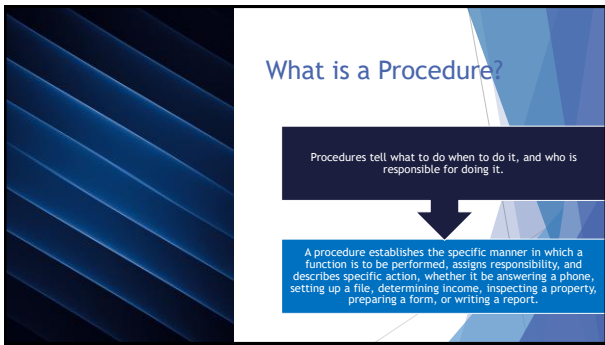 What is a Procedure?
Procedures tell what to do when to do it, and who is
responsible for doing it.
A procedure establishes the specific manner in which a
function is to be performed, assigns responsibility, and
describes specific action, whether it be answering a phone,
setting up a file, determining income, inspecting a property,
preparing a form, or writing a report.